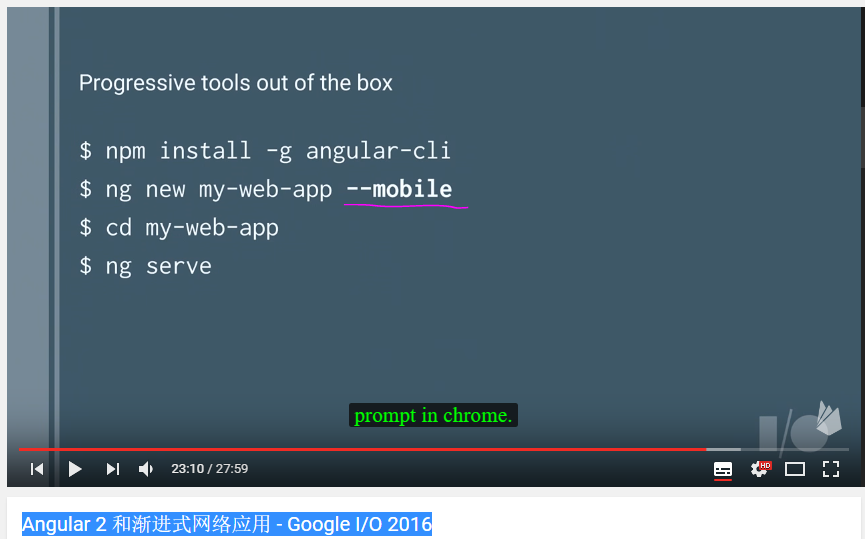 Progressive tools out of the box
$ npm install -g angular-cli
$ ng new my-web-app --mobile
$ cd my-web-app
$ ng serve
prompt in chrome.
I/O
23:10 / 27:59
HD
Angular 2 和渐进式网络应用 - Google I/O 2016